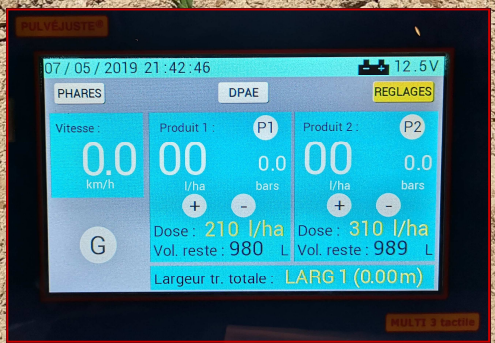 PULVÉJUSTE®
07/05/2019 21:42:46 12.5V
PHARES DPAE REGLAGES
Vitesse : Produit 1 : P1 Produit 2 : P2
0.0 00 0.0 00 0.0
km/h l/ha bars l/ha bars
+ - + -
G
Dose : 210 l/ha Dose : 310 l/ha
Vol. reste : 980 L Vol. reste : 989 L
Largeur tr. totale : LARG 1 (0.00m)
MULTI 3 tactile